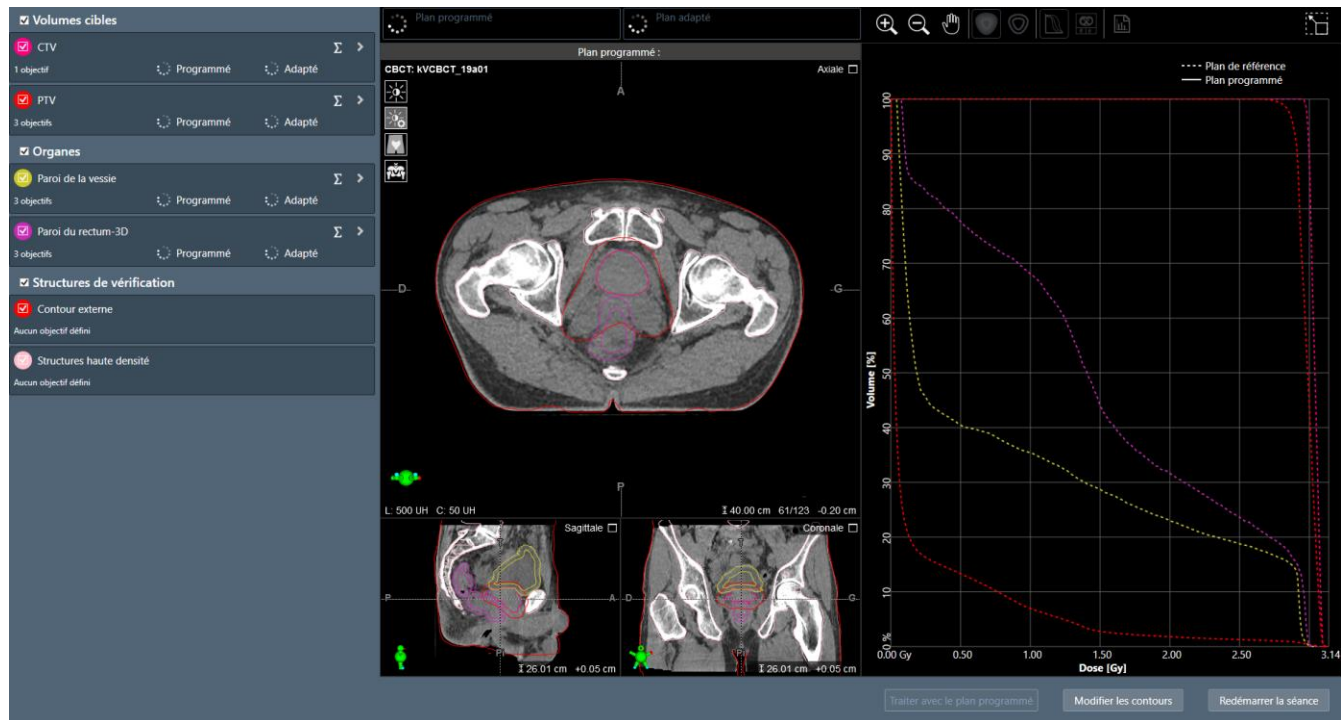 Volumes cibles
CTV Σ
1 objectif Programmé Adapté
PTV Σ
3 objectifs Programmé Adapté
Organes
Paroi de la vessie Σ
3 objectifs Programmé Adapté
Paroi du rectum-3D Σ
3 objectifs Programmé Adapté
Structures de vérification
Contour externe
Aucun objectif défini
Structures haute densité
Aucun objectif défini
Plan programmé Plan adapté
Plan programmé :
CBCT: kVCBCT_19a01 Axiale
A
D G
P
L: 500 UH C: 50 UH 40.00 cm 61/123 -0.20 cm
Sagittale
T
P A
Pi
26.01 cm +0.05 cm
Coronale
T
D G
Pi
26.01 cm +0.05 cm
Plan de référence
Plan programmé
Volume [%]
100
90
80
70
60
50
40
30
20
10
0 %
0.00 Gy 0.50 1.00 1.50 2.00 2.50 3.14
Dose [Gy]
Traiter avec le plan programmé Modifier les contours Redémarrer la séance